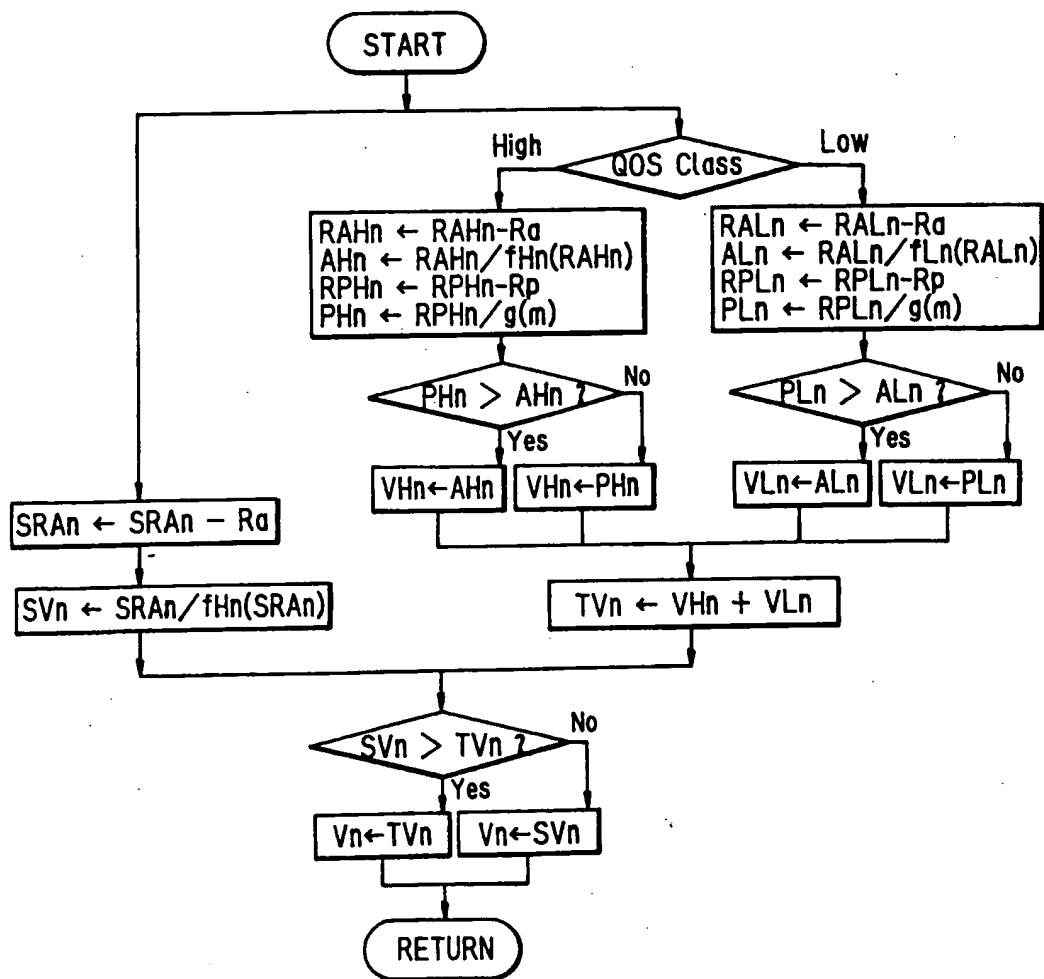 START
High
QOS Class
Low
RAHn ← RAHn-Ra
AHn ← RAHn/fHn(RAHn)
RPHn ← RPHn-Rp
PHn ← RPHn/g(m)
RALn ← RALn-Ra
ALn ← RALn/fLn(RALn)
RPLn ← RPLn-Rp
PLn ← RPLn/g(m)
PHn > AHn ?
No
Yes
PLn > ALn ?
No
Yes
VHn←AHn
VHn←PHn
VLn←ALn
VLn←PLn
SRAn ← SRAn - Ra
SVn ← SRAn/fHn(SRAn)
TVn ← VHn + VLn
SVn > TVn ?
No
Yes
Vn←TVn
Vn←SVn
RETURN